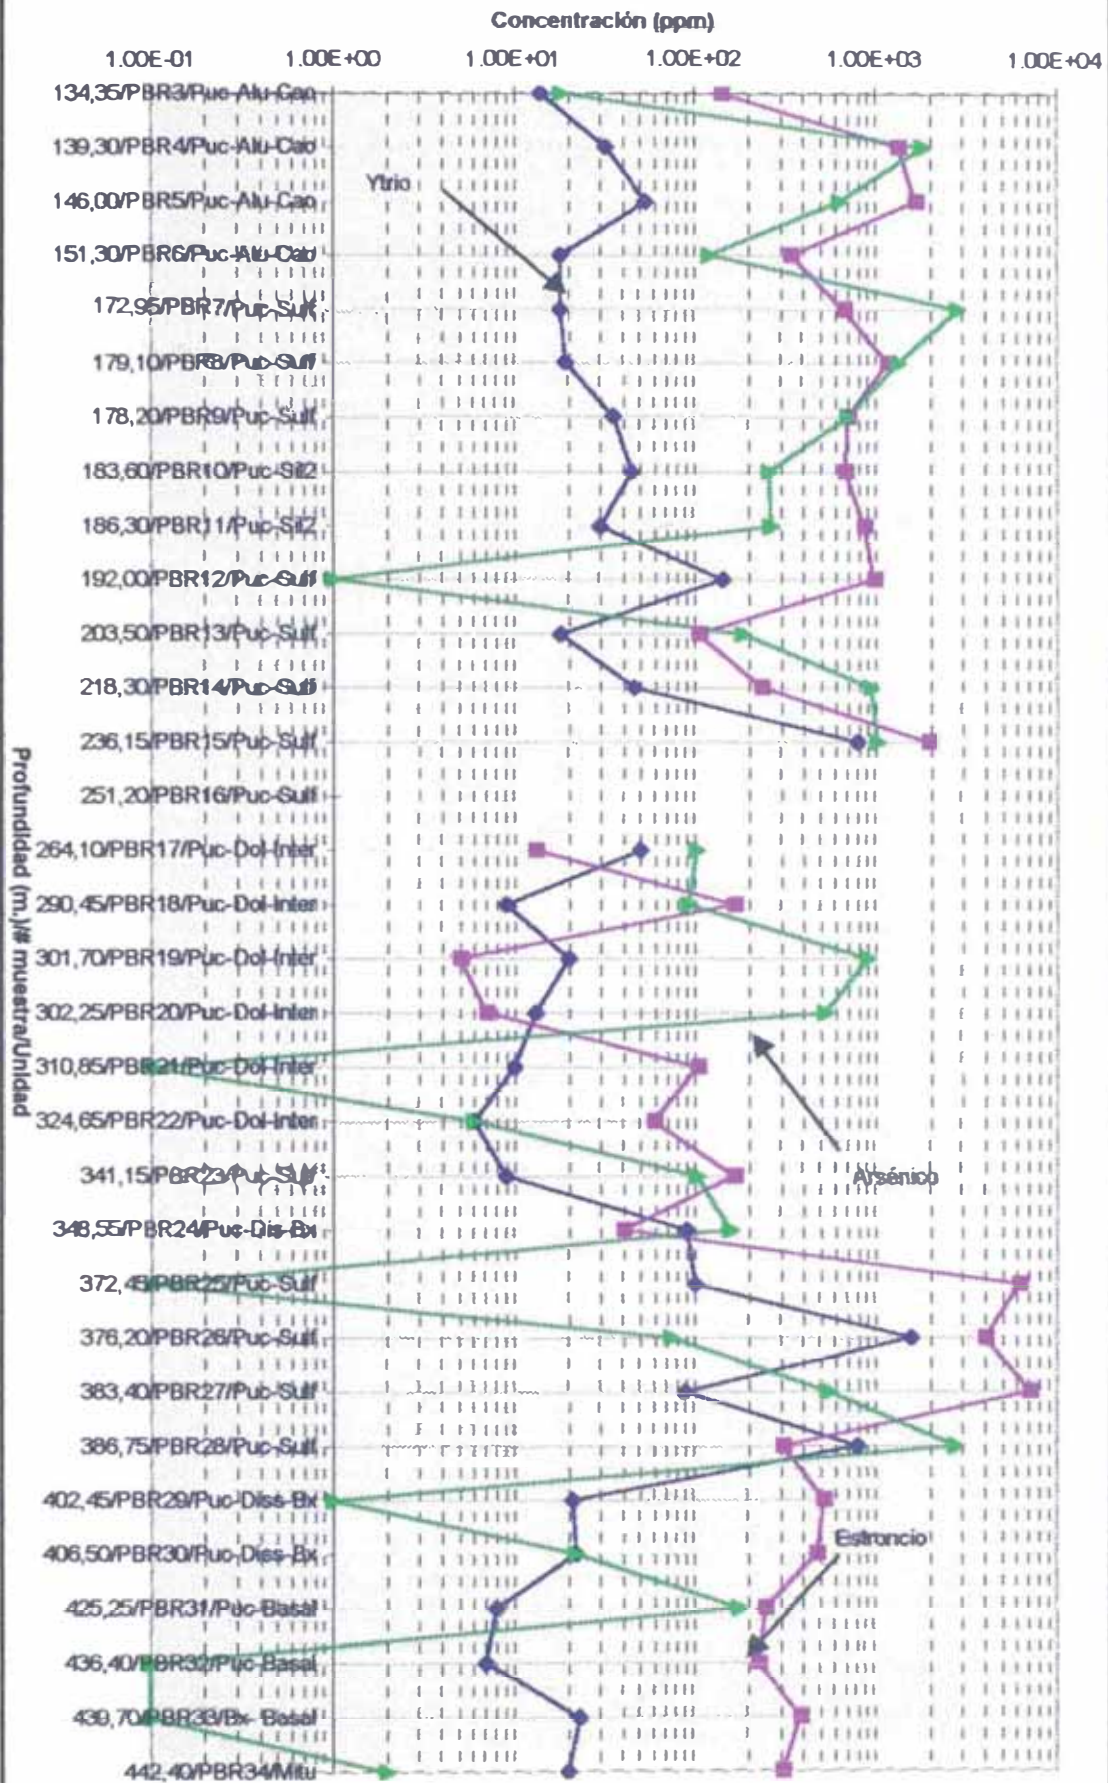 Concentración (ppm)
1.00E-01 1.00E+00 1.00E+01 1.00E+02 1.00E+03 1.00E+04
134,35/PBR3/Puc-Alu-Cao
139,30/PBR4/Puc-Alu-Cao
146,00/PBR5/Puc-Alu-Cao
151,30/PBR6/Puc-Alu-Cao
172,95/PBR7/Puc-Sulf
179,10/PBR8/Puc-Sulf
178,20/PBR9/Puc-Sulf
183,60/PBR10/Puc-Sil2
186,30/PBR11/Puc-Sil2
192,00/PBR12/Puc-Sulf
203,50/PBR13/Puc-Sulf
218,30/PBR14/Puc-Sulf
236,15/PBR15/Puc-Sulf
251,20/PBR16/Puc-Sulf
264,10/PBR17/Puc-Dol-Inter
290,45/PBR18/Puc-Dol-Inter
301,70/PBR19/Puc-Dol-Inter
302,25/PBR20/Puc-Dol-Inter
310,85/PBR21/Puc-Dol-Inter
324,65/PBR22/Puc-Dol-Inter
341,15/PBR23/Puc-Sulf
348,55/PBR24/Puc-Dis-Bx
372,45/PBR25/Puc-Sulf
376,20/PBR26/Puc-Sulf
383,40/PBR27/Puc-Sulf
386,75/PBR28/Puc-Sulf
402,45/PBR29/Puc-Diss-Bx
406,50/PBR30/Puc-Diss-Bx
425,25/PBR31/Puc-Basal
436,40/PBR32/Puc-Basal
439,70/PBR33/Bx- Basal
442,40/PBR34/Mitu
Profundidad (m.)/# muestra/Unidad
Ytrio
Arsénico
Estroncio